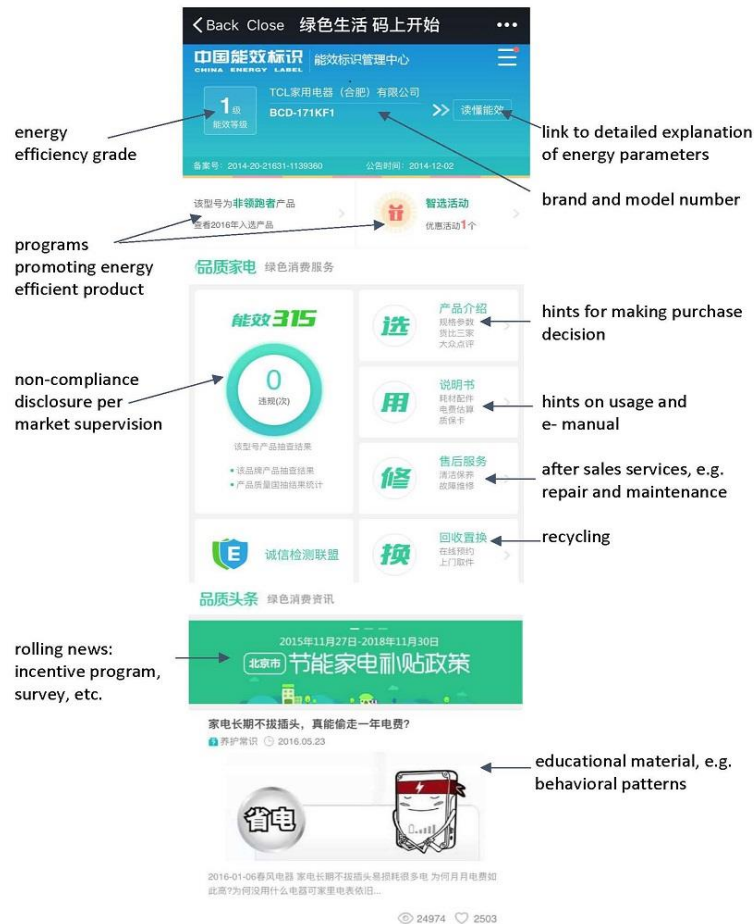 Back Close 绿色生活 码上开始
中国能效标识 能效标识管理中心
CHINA ENERGY LABEL
1级
能效等级
TCL家用电器（合肥）有限公司
BCD-171KF1
读懂能效
备案号：2014-20-21631-1139360 公告时间：2014-12-02
energy
efficiency grade
link to detailed explanation
of energy parameters
brand and model number
该型号为非领跑者产品
查看2016年入选产品
智选活动
优惠活动1个
programs
promoting energy
efficient product
品质家电 绿色消费服务
能效315
0
违规(次)
该型号产品抽查结果
该品牌产品抽查结果
产品质量国抽结果统计
non-compliance
disclosure per
market supervision
选
产品介绍
规格参数
货比三家
大众点评
hints for making purchase
decision
用
说明书
耗材配件
电费估算
质保卡
hints on usage and
e- manual
修
售后服务
清洁保养
故障维修
after sales services, e.g.
repair and maintenance
E 诚信检测联盟
换
回收置换
在线预约
上门取件
recycling
品质头条 绿色消费资讯
2015年11月27日-2018年11月30日
北京市 节能家电补贴政策
rolling news:
incentive program,
survey, etc.
家电长期不拔插头，真能偷走一年电费？
养护常识 2016.05.23
省电
educational material, e.g.
behavioral patterns
2016-01-06春风电器 家电长期不拔插头易损耗很多电 为何月月电费如
此高?为何没用什么电器可家里电表依旧...
24974 2503